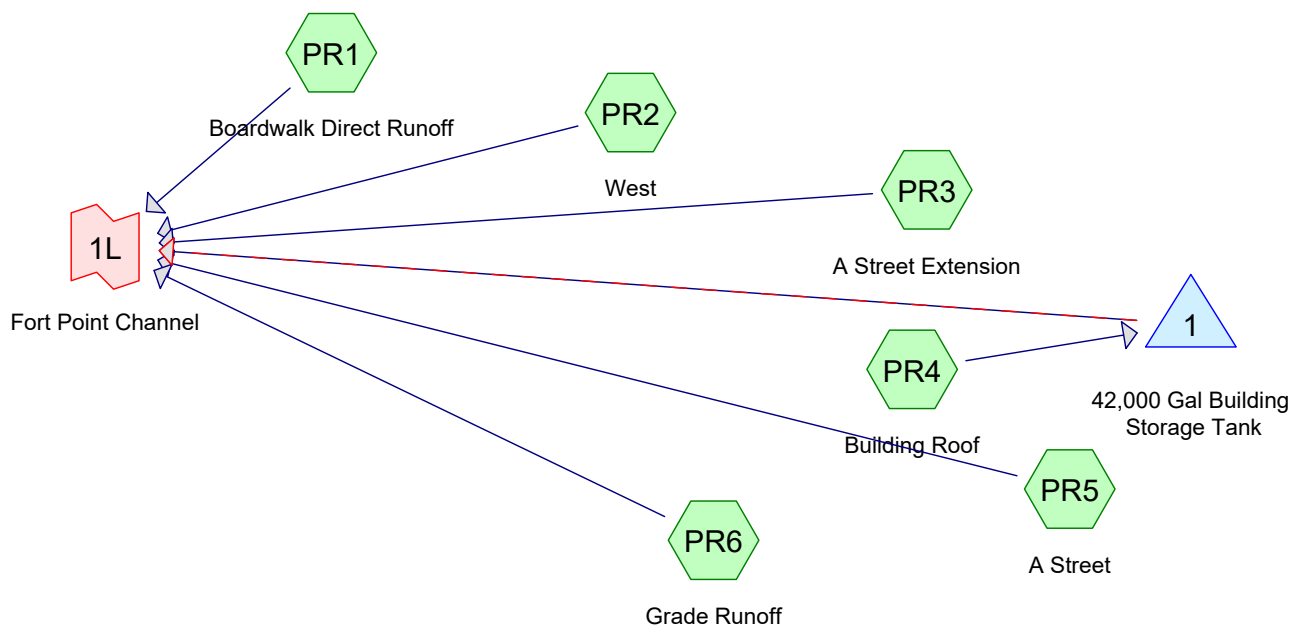 PR1
Boardwalk Direct Runoff
PR2
West
PR3
A Street Extension
1L
Fort Point Channel
1
42,000 Gal Building
Storage Tank
PR4
Building Roof
PR5
A Street
PR6
Grade Runoff